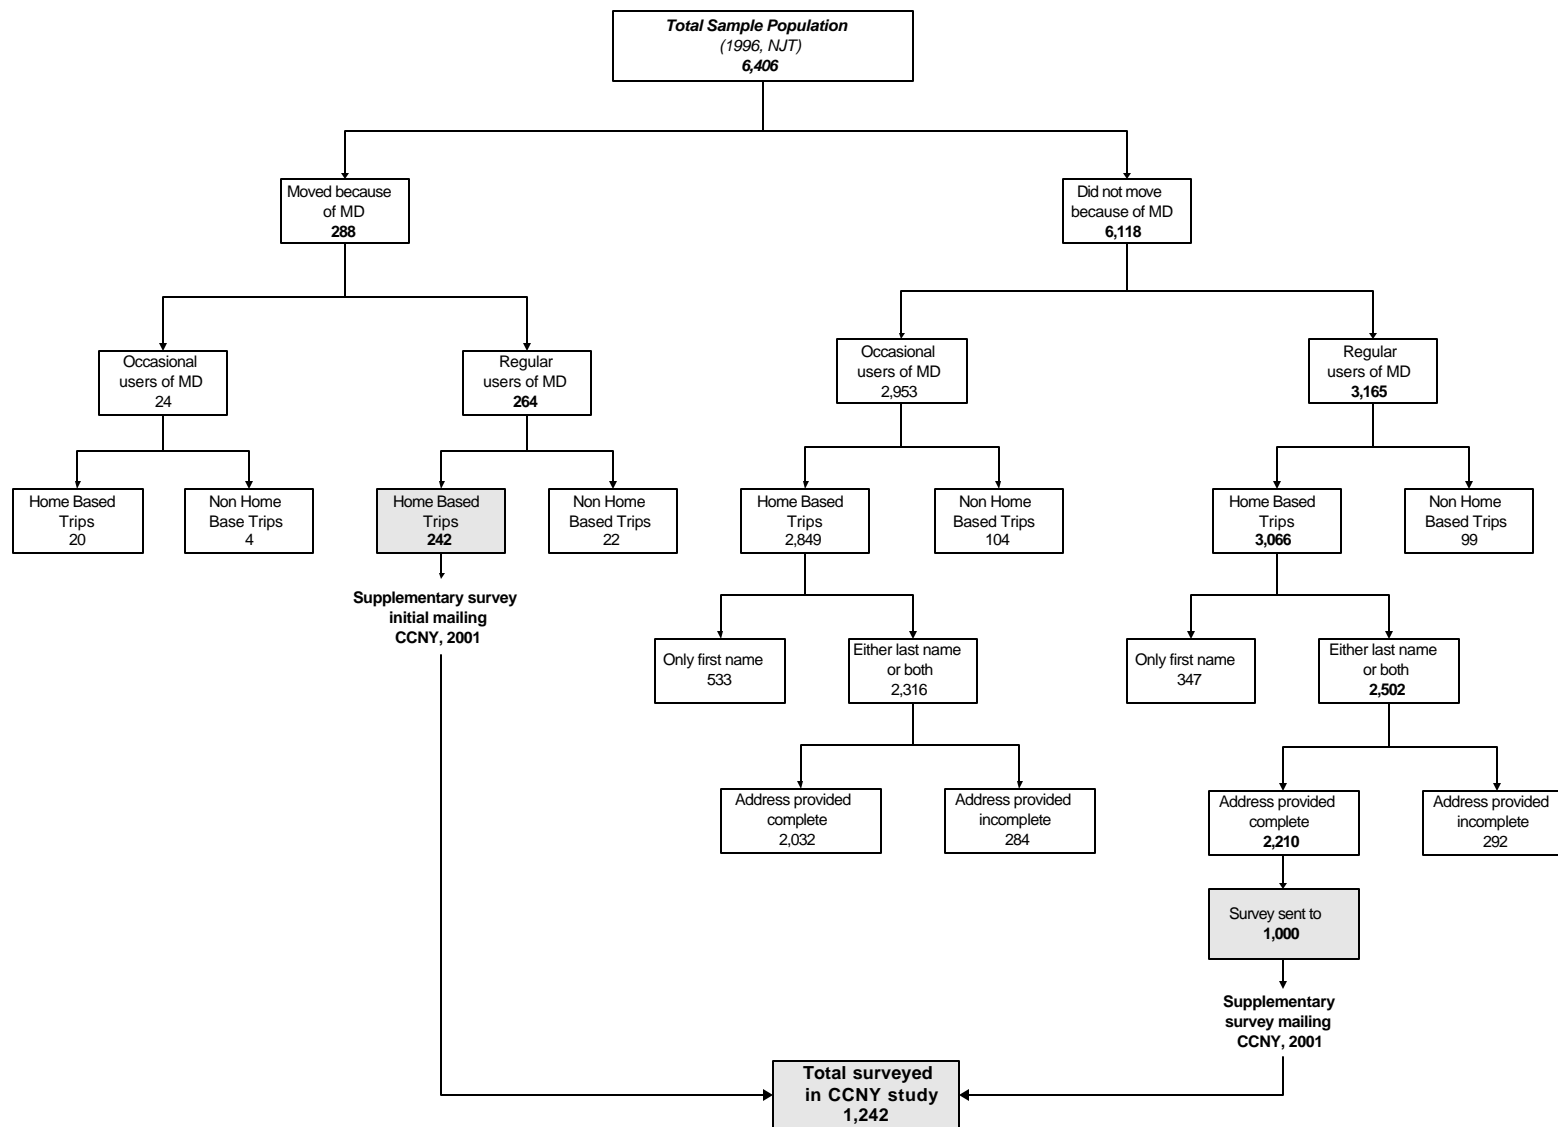 Total Sample Population
(1996, NJT)
6,406
Moved because
of MD
288
Did not move
because of MD
6,118
Occasional
users of MD
24
Regular
users of MD
264
Occasional
users of MD
2,953
Regular
users of MD
3,165
Home Based
Trips
20
Non Home
Base Trips
4
Home Based
Trips
242
Non Home
Based Trips
22
Home Based
Trips
2,849
Non Home
Based Trips
104
Home Based
Trips
3,066
Non Home
Based Trips
99
Supplementary survey
initial mailing
CCNY, 2001
Only first name
533
Either last name
or both
2,316
Only first name
347
Either last name
or both
2,502
Address provided
complete
2,032
Address provided
incomplete
284
Address provided
complete
2,210
Address provided
incomplete
292
Survey sent to
1,000
Supplementary
survey mailing
CCNY, 2001
Total surveyed
in CCNY study
1,242